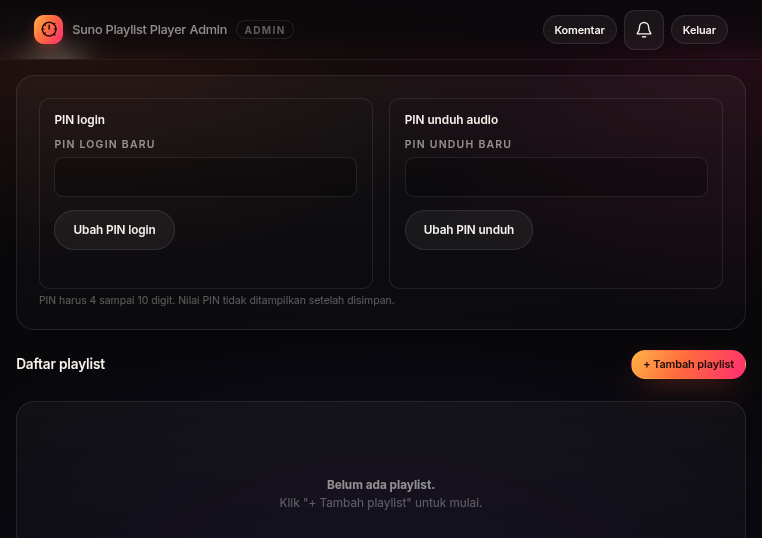 Suno Playlist Player Admin ADMIN Komentar Keluar
PIN login
PIN LOGIN BARU
Ubah PIN login
PIN unduh audio
PIN UNDUH BARU
Ubah PIN unduh
PIN harus 4 sampai 10 digit. Nilai PIN tidak ditampilkan setelah disimpan.
Daftar playlist
+ Tambah playlist
Belum ada playlist.
Klik "+ Tambah playlist" untuk mulai.